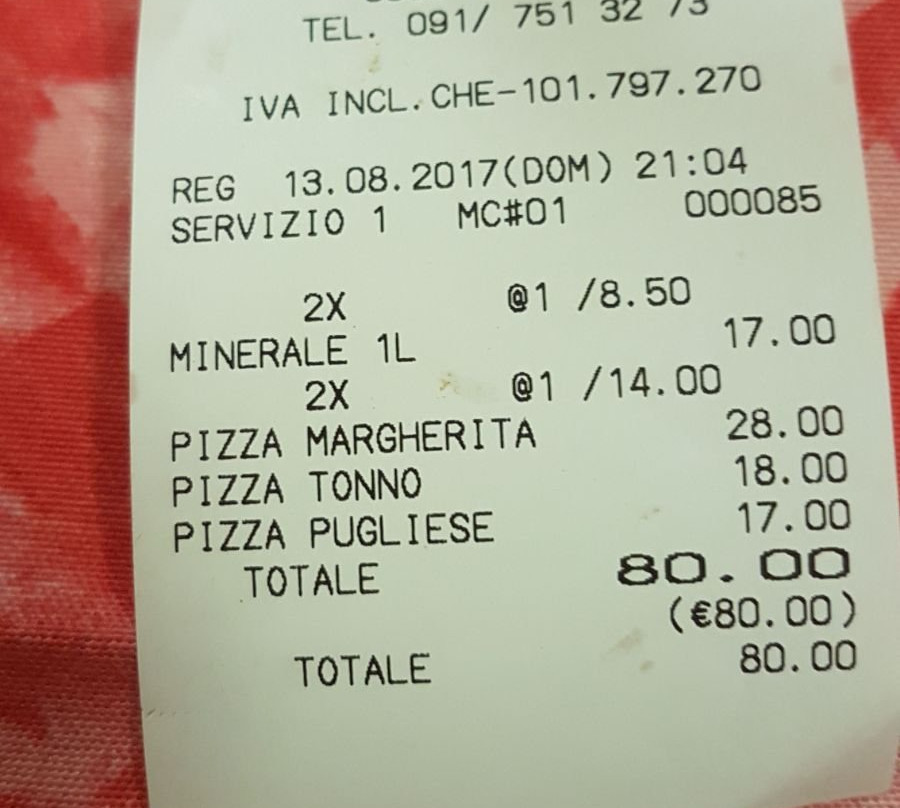 TEL. 091/ 751 32 73
IVA INCL.CHE-101.797.270
REG 13.08.2017(DOM) 21:04
SERVIZIO 1 MC#01 000085
2X @1 /8.50
MINERALE 1L 17.00
2X @1 /14.00
PIZZA MARGHERITA 28.00
PIZZA TONNO 18.00
PIZZA PUGLIESE 17.00
TOTALE 80.00
(€80.00)
TOTALE 80.00